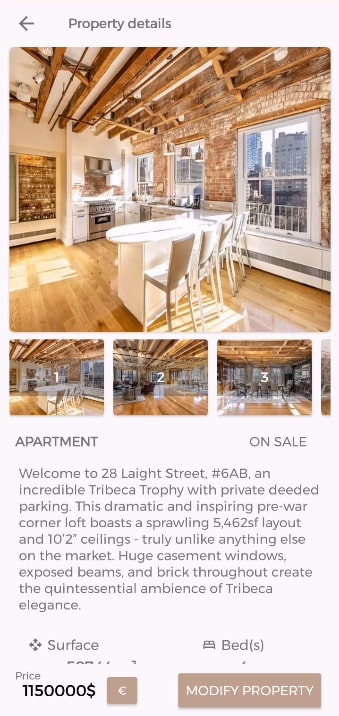 Property details
2
3
APARTMENT
ON SALE
Welcome to 28 Laight Street, #6AB, an
incredible Tribeca Trophy with private deeded
parking. This dramatic and inspiring pre-war
corner loft boasts a sprawling 5,462sf layout
and 10’2” ceilings - truly unlike anything else
on the market. Huge casement windows,
exposed beams, and brick throughout create
the quintessential ambience of Tribeca
elegance.
Surface
Bed(s)
Price
1150000$
€
MODIFY PROPERTY